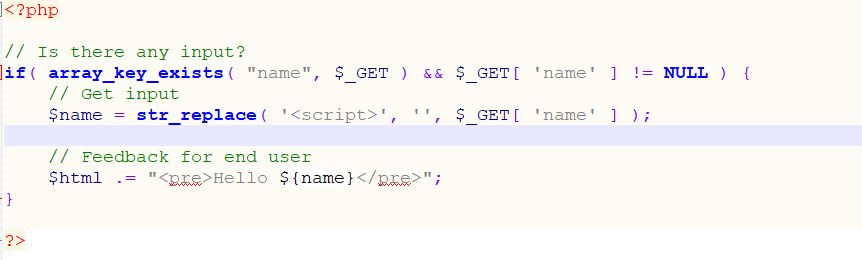 <?php
// Is there any input?
if( array_key_exists( "name", $_GET ) && $_GET[ 'name' ] != NULL ) {
// Get input
$name = str_replace( '<script>', '', $_GET[ 'name' ] );
// Feedback for end user
$html .= "<pre>Hello ${name}</pre>";
}
?>